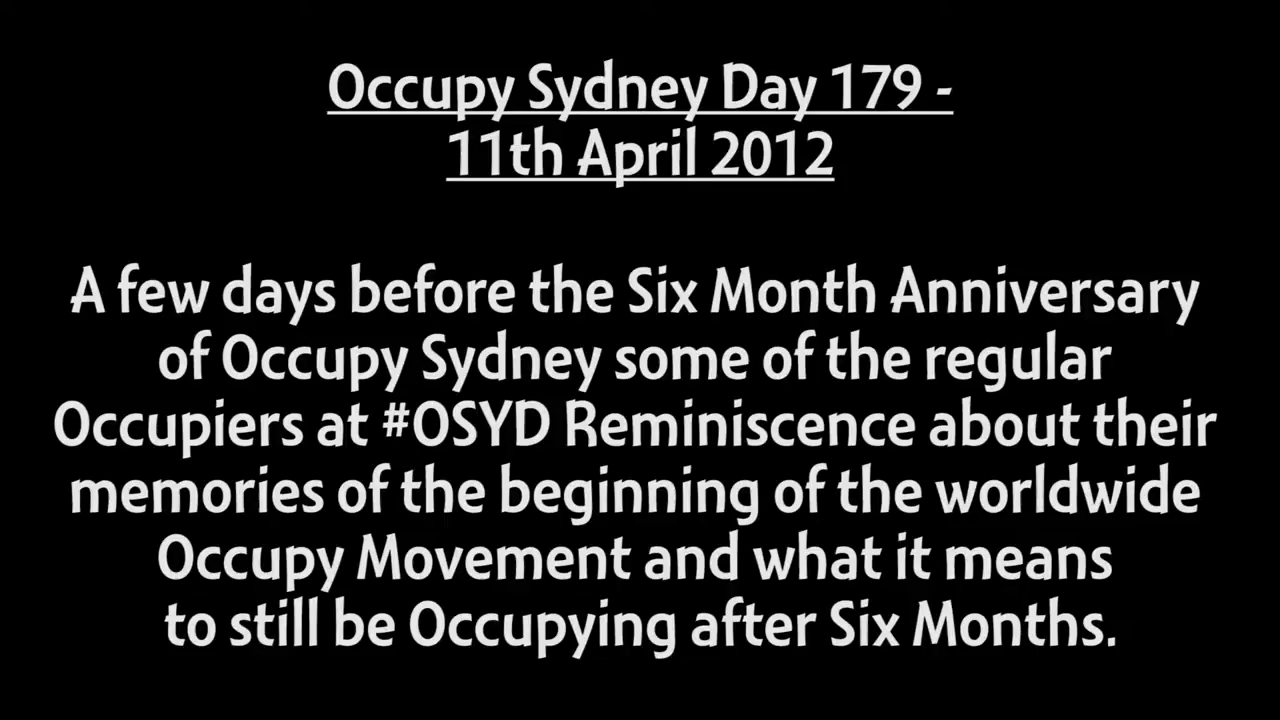 Occupy Sydney Day 179 -
11th April 2012
A few days before the Six Month Anniversary
of Occupy Sydney some of the regular
Occupiers at #OSYD Reminiscence about their
memories of the beginning of the worldwide
Occupy Movement and what it means
to still be Occupying after Six Months.